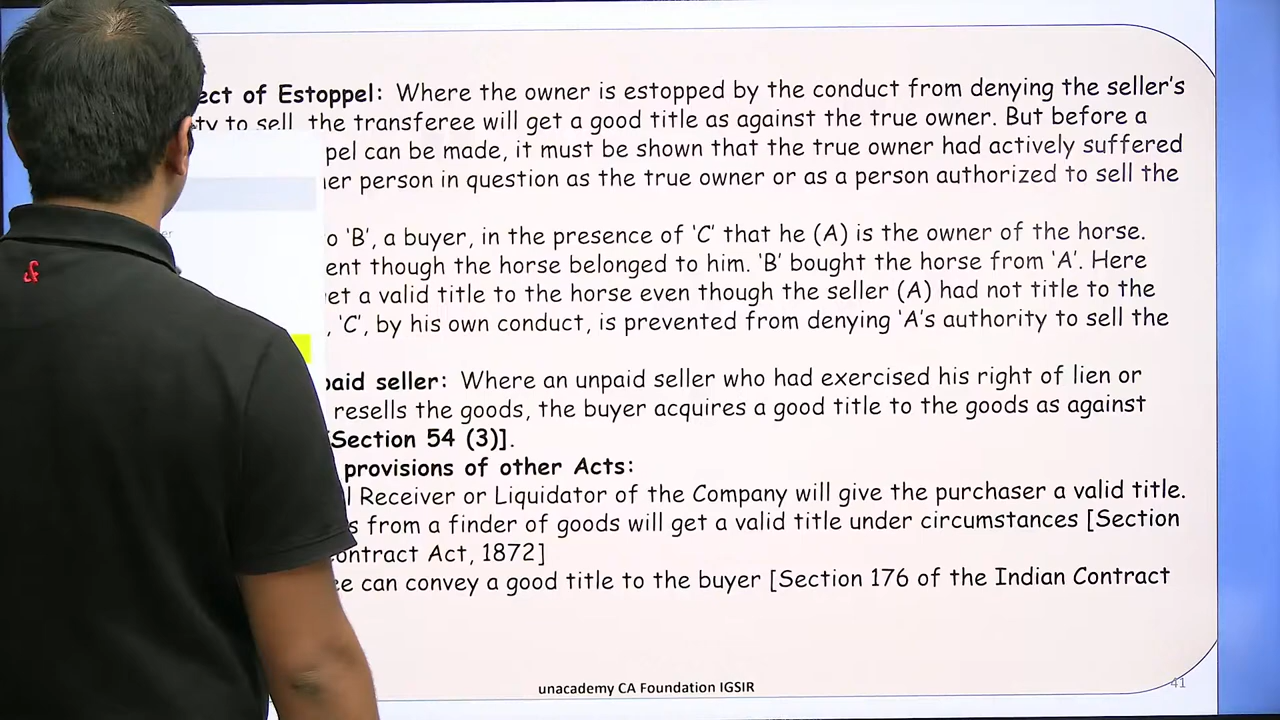 ect of Estoppel: Where the owner is estopped by the conduct from denying the seller's
ty to sell, the transferee will get a good title as against the true owner. But before a
pel can be made, it must be shown that the true owner had actively suffered
er person in question as the true owner or as a person authorized to sell the
o 'B', a buyer, in the presence of 'C' that he (A) is the owner of the horse.
ent though the horse belonged to him. 'B' bought the horse from 'A'. Here
et a valid title to the horse even though the seller (A) had not title to the
, 'C', by his own conduct, is prevented from denying 'A's authority to sell the
paid seller: Where an unpaid seller who had exercised his right of lien or
resells the goods, the buyer acquires a good title to the goods as against
[Section 54 (3)].
provisions of other Acts:
l Receiver or Liquidator of the Company will give the purchaser a valid title.
s from a finder of goods will get a valid title under circumstances [Section
ontract Act, 1872]
ee can convey a good title to the buyer [Section 176 of the Indian Contract
unacademy CA Foundation IGSIR
41